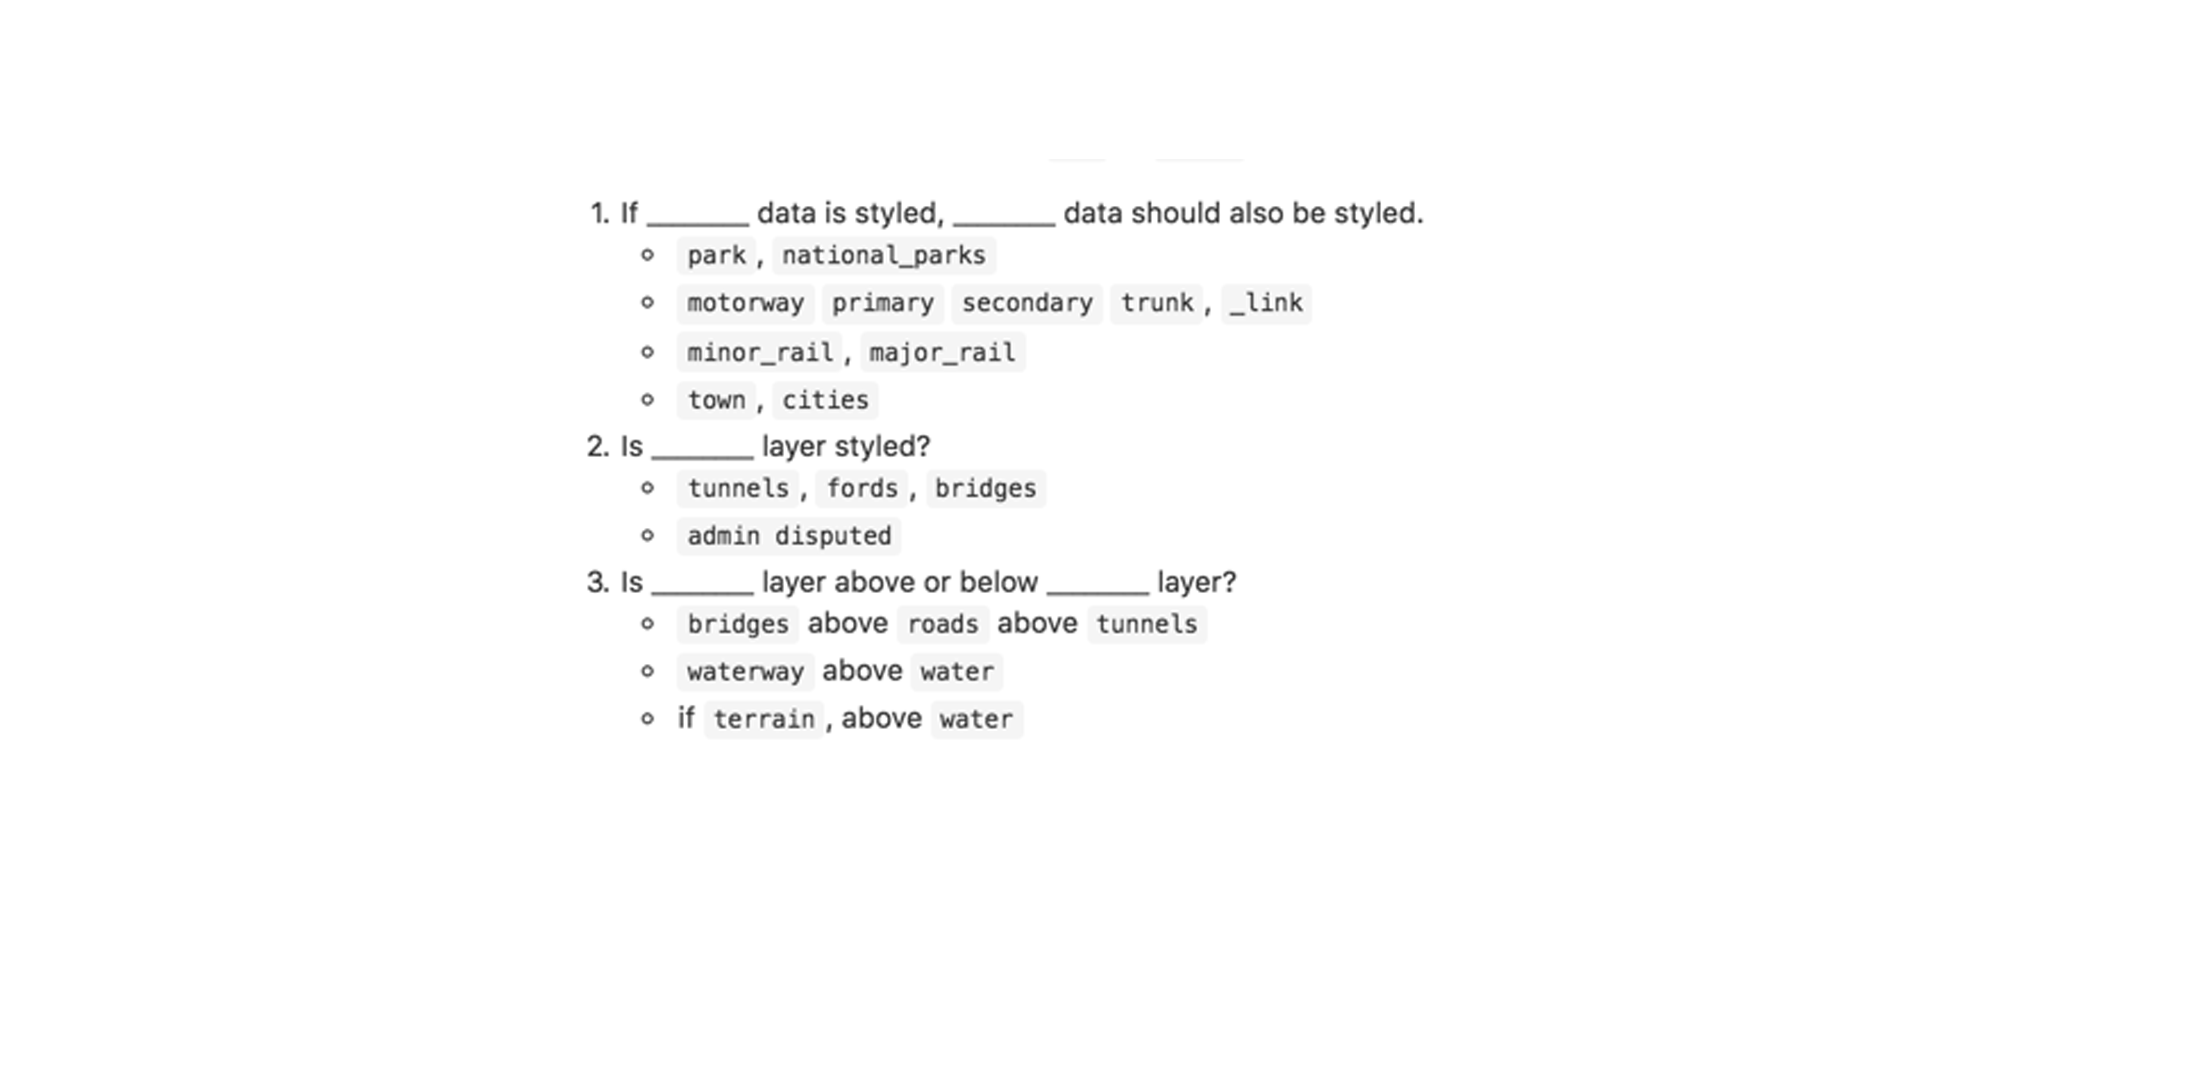 1. If _______ data is styled, _______ data should also be styled.
park , national_parks
motorway primary secondary trunk , _link
minor_rail , major_rail
town , cities
2. Is _______ layer styled?
tunnels , fords , bridges
admin disputed
3. Is _______ layer above or below _______ layer?
bridges above roads above tunnels
waterway above water
if terrain , above water